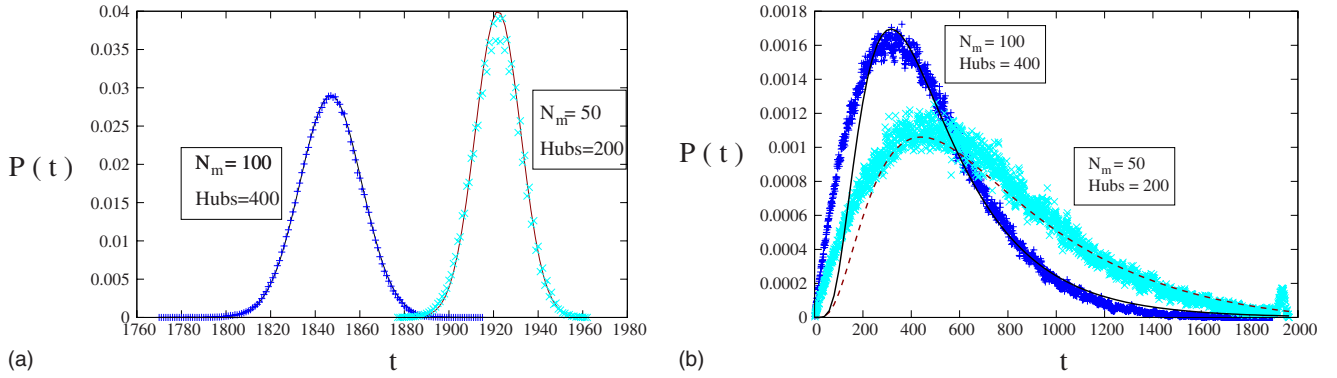 0.04
0.035
0.03
0.025
0.02
0.015
0.01
0.005
0
P ( t )
N_m = 100
Hubs=400
N_m = 50
Hubs=200
1760 1780 1800 1820 1840 1860 1880 1900 1920 1940 1960 1980
(a)
t
0.0018
0.0016
0.0014
0.0012
0.001
0.0008
0.0006
0.0004
0.0002
0
P ( t )
N_m = 100
Hubs = 400
N_m = 50
Hubs = 200
0 200 400 600 800 1000 1200 1400 1600 1800 2000
(b)
t